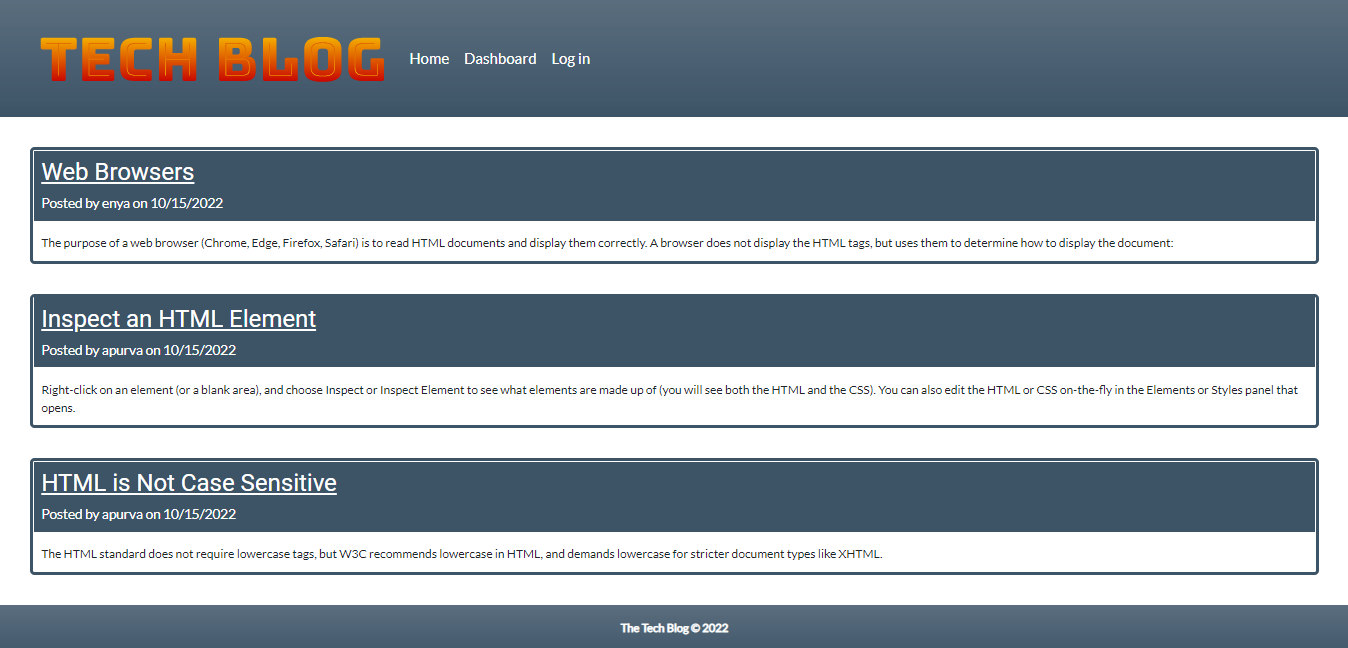 TECH BLOG
Home Dashboard Log in
Web Browsers
Posted by enya on 10/15/2022
The purpose of a web browser (Chrome, Edge, Firefox, Safari) is to read HTML documents and display them correctly. A browser does not display the HTML tags, but uses them to determine how to display the document:
Inspect an HTML Element
Posted by apurva on 10/15/2022
Right-click on an element (or a blank area), and choose Inspect or Inspect Element to see what elements are made up of (you will see both the HTML and the CSS). You can also edit the HTML or CSS on-the-fly in the Elements or Styles panel that
opens.
HTML is Not Case Sensitive
Posted by apurva on 10/15/2022
The HTML standard does not require lowercase tags, but W3C recommends lowercase in HTML, and demands lowercase for stricter document types like XHTML.
The Tech Blog © 2022